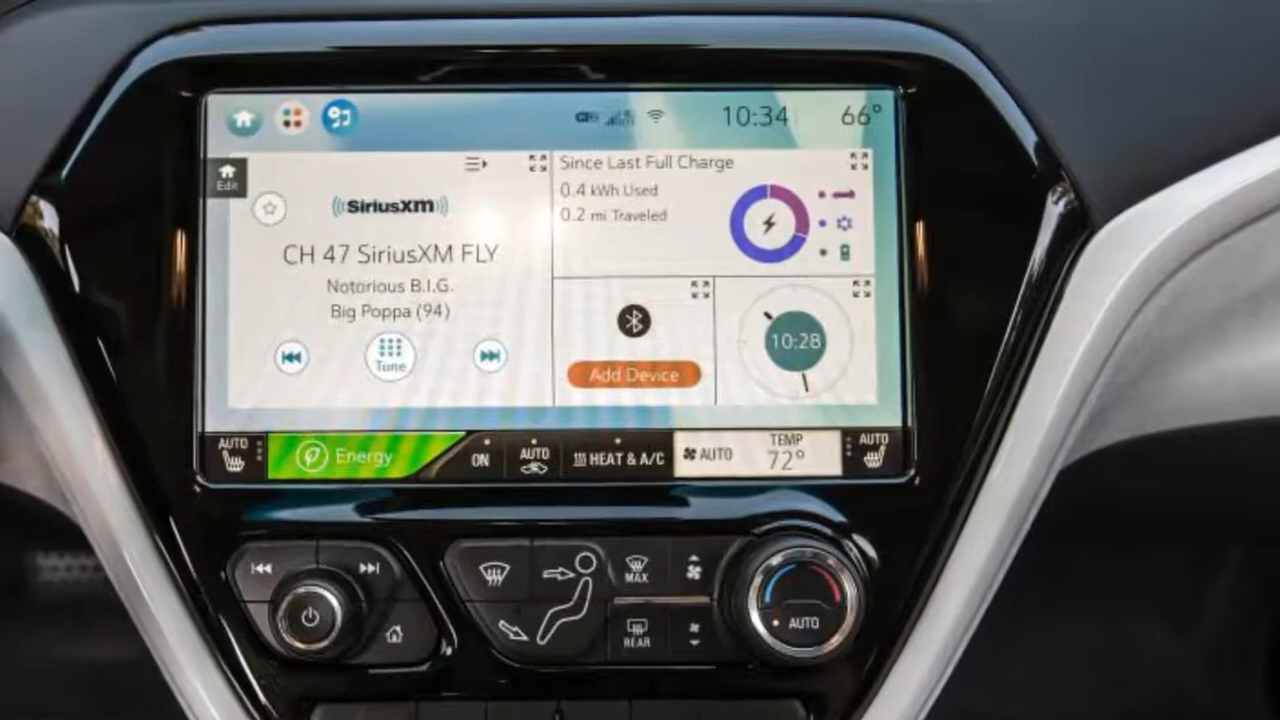 10:34
66°
Edit
SiriusXM
CH 47 SiriusXM FLY
Notorious B.I.G.
Big Poppa (94)
Tune
Since Last Full Charge
0.4 kWh Used
0.2 mi Traveled
Add Device
10:28
AUTO
Energy
ON
AUTO
HEAT & A/C
AUTO
TEMP
72°
AUTO
MAX
REAR
AUTO